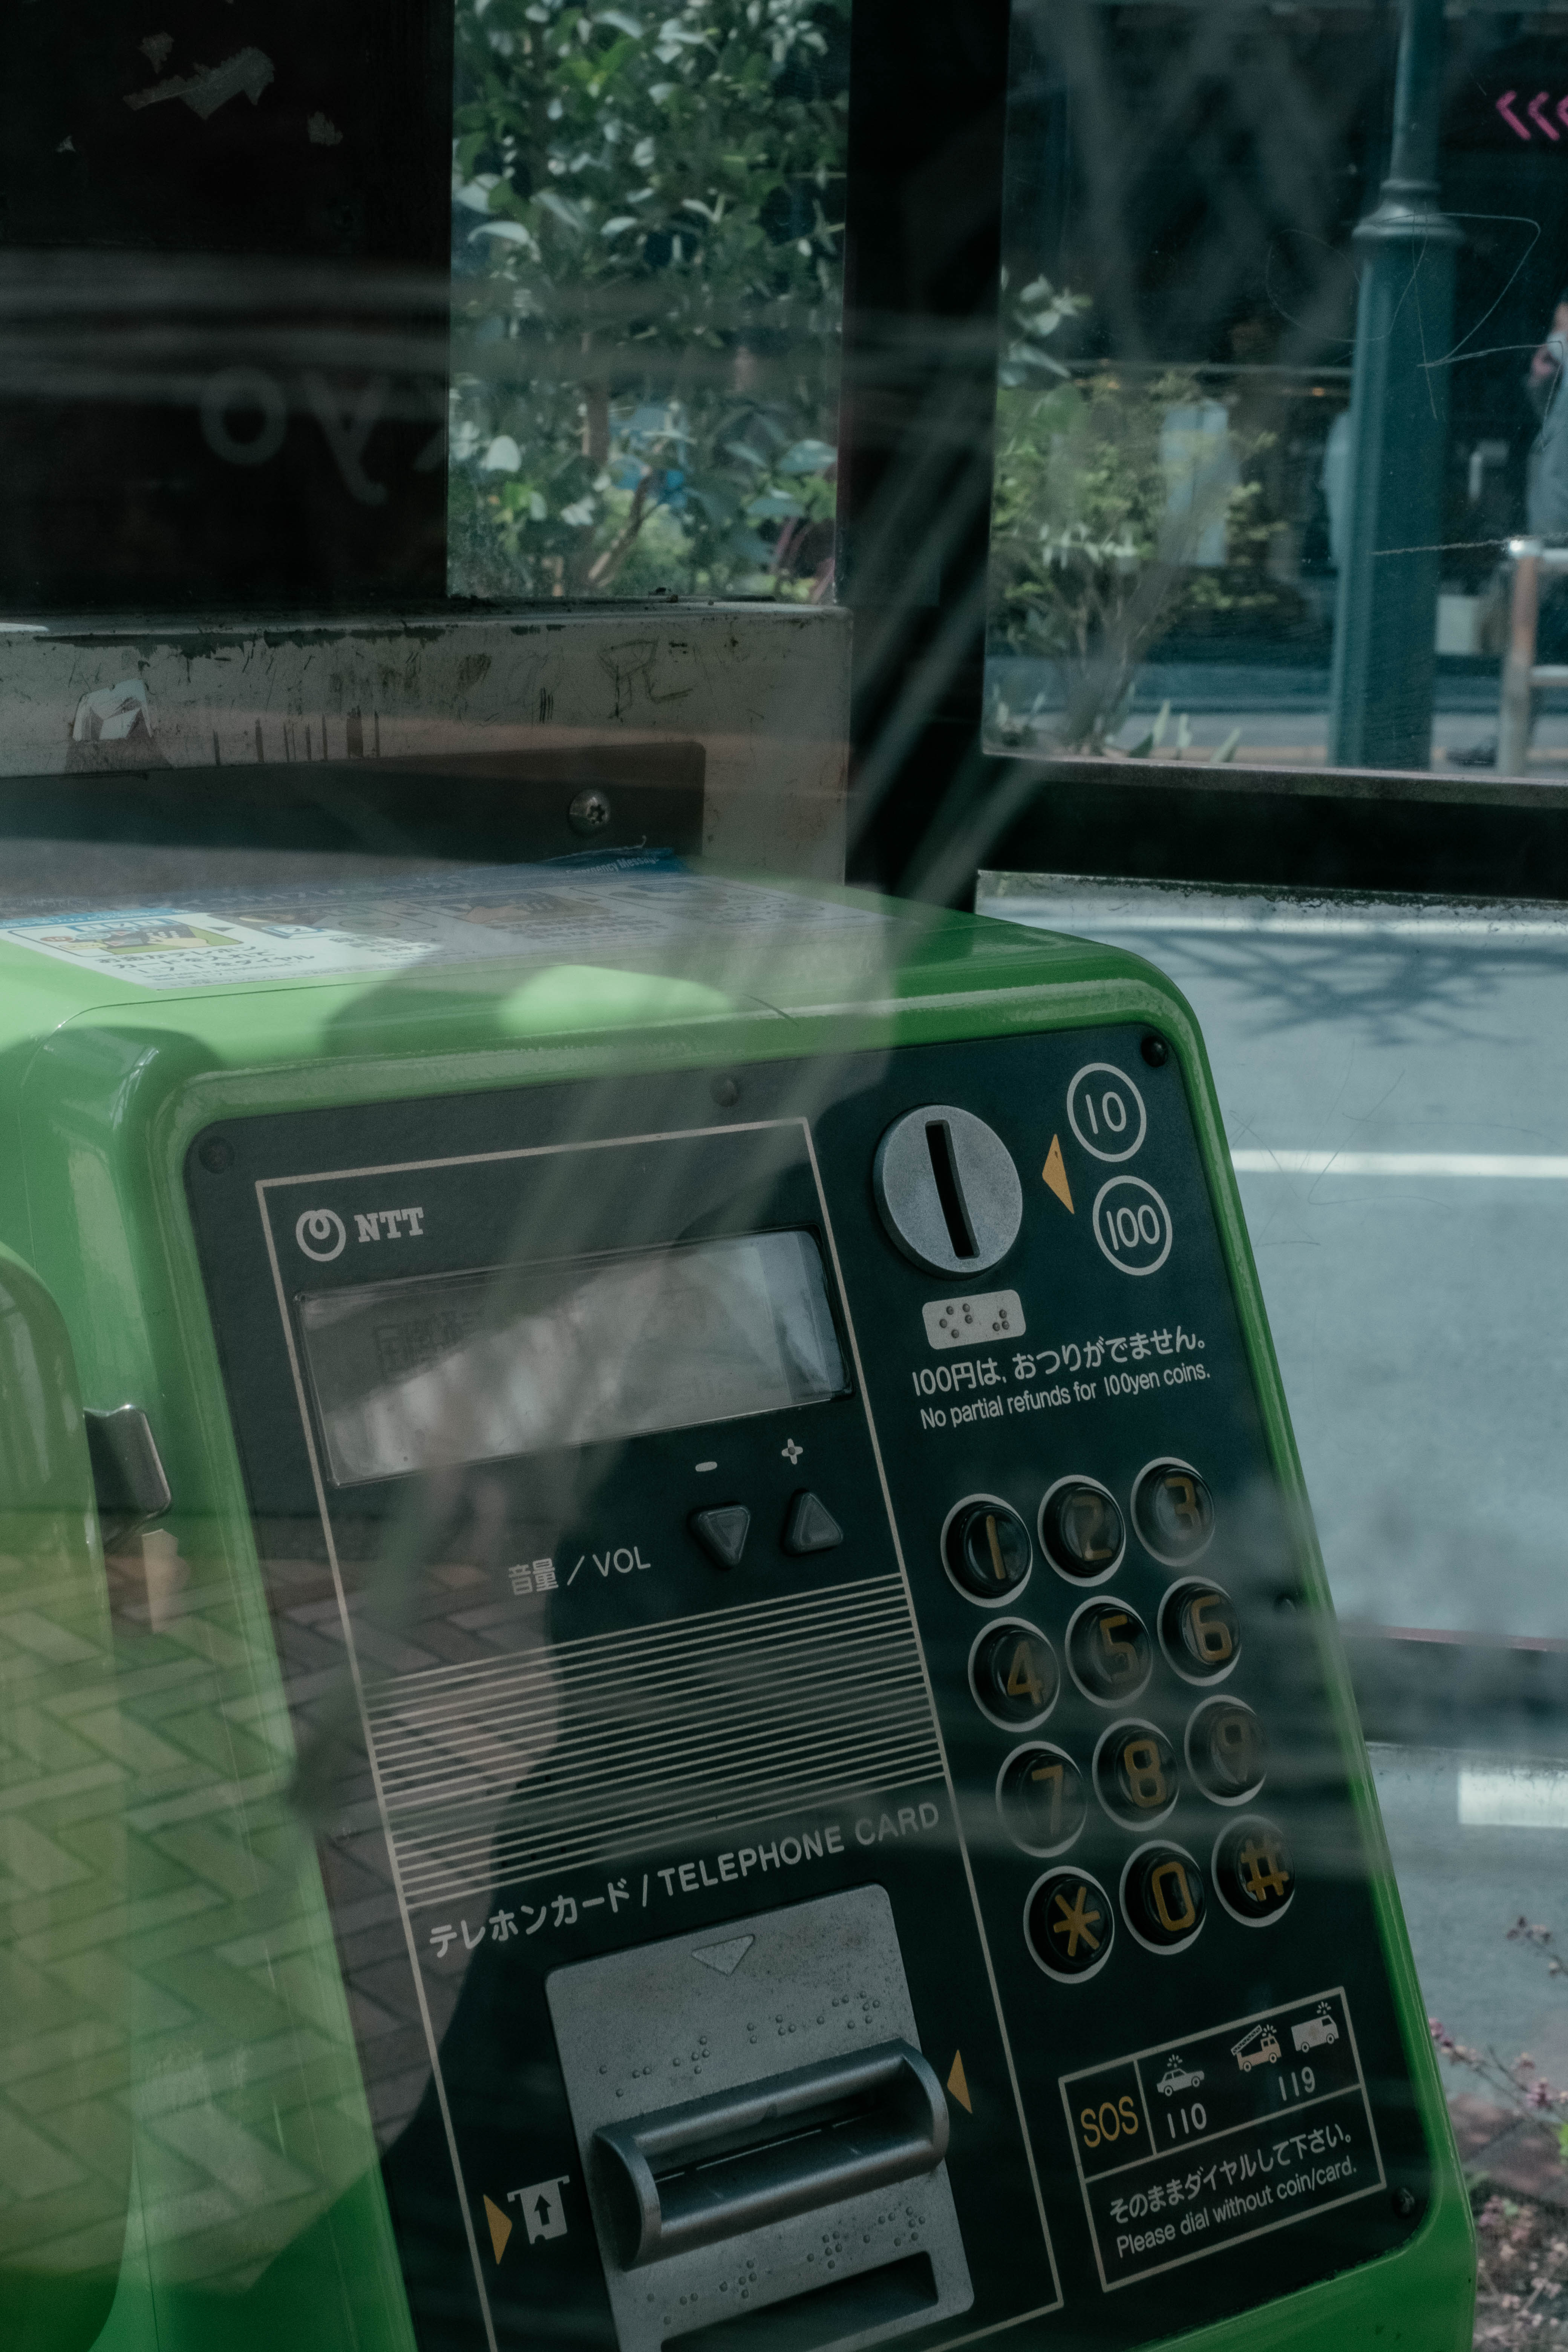 Emergency Message
NTT
10
100
100円は、おつりがでません。
No partial refunds for 100yen coins.
- +
音量／VOL
1 2 3
4 5 6
7 8 9
* 0 #
テレホンカード / TELEPHONE CARD
SOS 110 119
そのままダイヤルして下さい。
Please dial without coin/card.